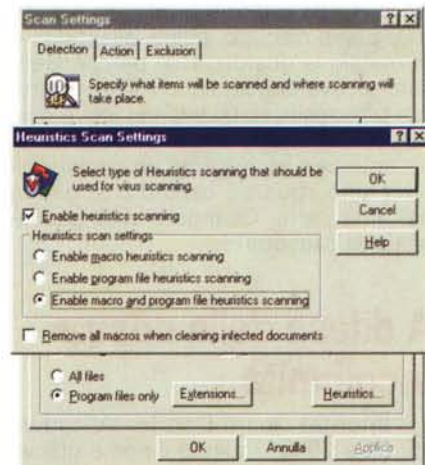 Scan Settings
Detection
Action
Exclusion
Specify what items will be scanned and where scanning will
take place.
Heuristics Scan Settings
Select type of Heuristics scanning that should be
used for virus scanning.
OK
Cancel
Help
Enable heuristics scanning
Heuristics scan settings
Enable macro heuristics scanning
Enable program file heuristics scanning
Enable macro and program file heuristics scanning
Remove all macros when cleaning infected documents
All files
Program files only
Extensions...
Heuristics...
OK
Annulla
Applica